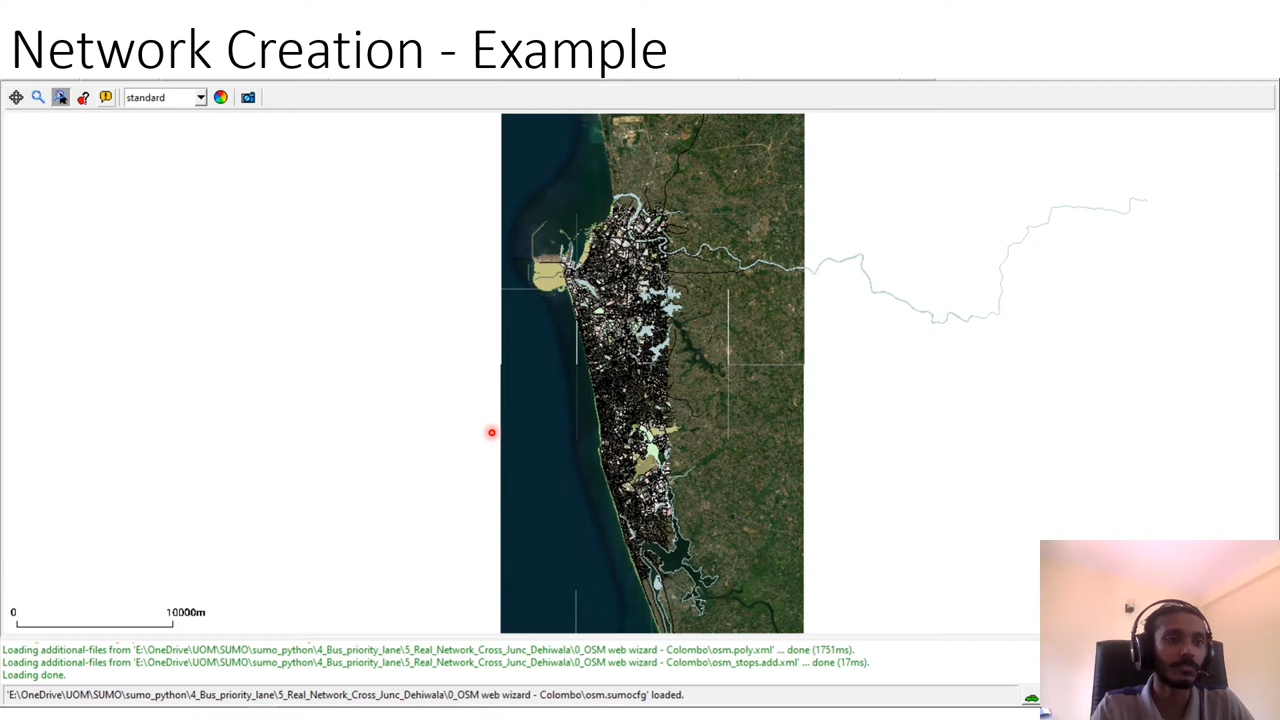 Network Creation - Example
standard
0 10000m
Loading additional-files from 'E:\OneDrive\UOM\SUMO\sumo_python\4_Bus_priority_lane\5_Real_Network_Cross_Junc_Dehiwala\0_OSM web wizard - Colombo\osm.poly.xml' ... done (1751ms).
Loading additional-files from 'E:\OneDrive\UOM\SUMO\sumo_python\4_Bus_priority_lane\5_Real_Network_Cross_Junc_Dehiwala\0_OSM web wizard - Colombo\osm_stops.add.xml' ... done (17ms).
Loading done.
'E:\OneDrive\UOM\SUMO\sumo_python\4_Bus_priority_lane\5_Real_Network_Cross_Junc_Dehiwala\0_OSM web wizard - Colombo\osm.sumocfg' loaded.